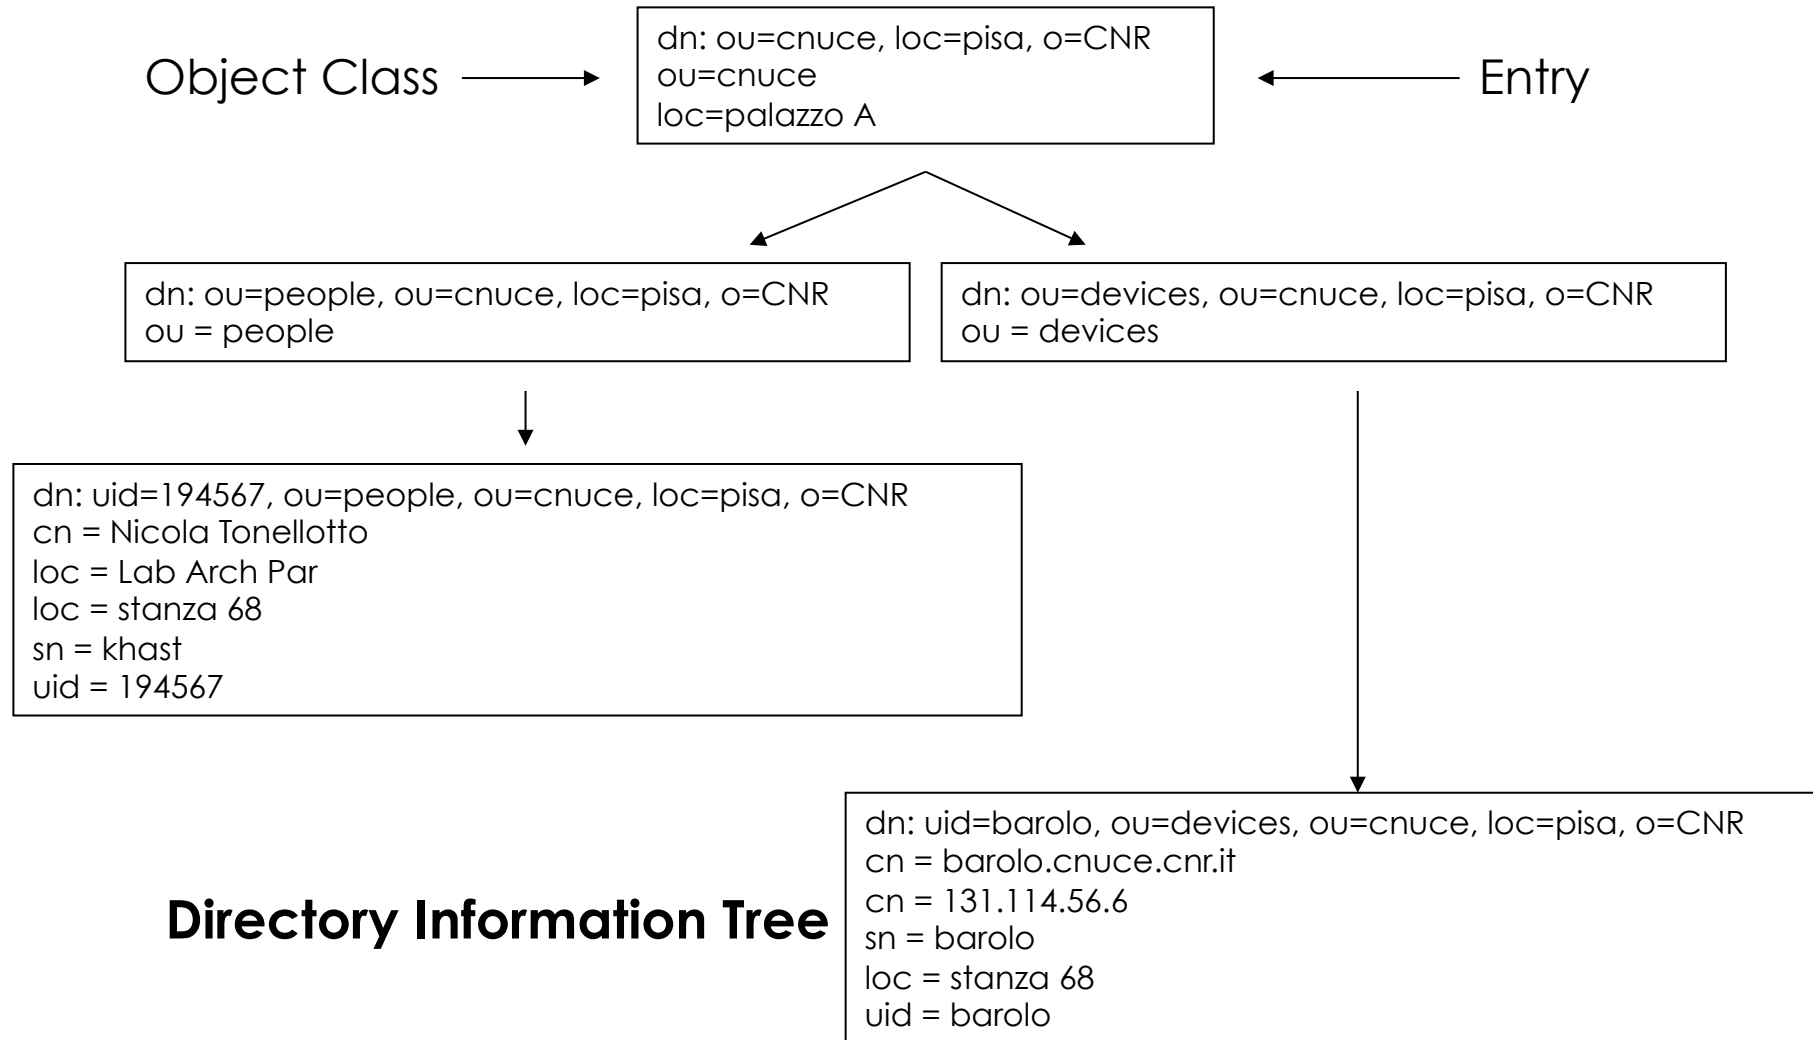 Object Class
dn: ou=cnuce, loc=pisa, o=CNR
ou=cnuce
loc=palazzo A
Entry
dn: ou=people, ou=cnuce, loc=pisa, o=CNR
ou = people
dn: ou=devices, ou=cnuce, loc=pisa, o=CNR
ou = devices
dn: uid=194567, ou=people, ou=cnuce, loc=pisa, o=CNR
cn = Nicola Tonellotto
loc = Lab Arch Par
loc = stanza 68
sn = khast
uid = 194567
Directory Information Tree
dn: uid=barolo, ou=devices, ou=cnuce, loc=pisa, o=CNR
cn = barolo.cnuce.cnr.it
cn = 131.114.56.6
sn = barolo
loc = stanza 68
uid = barolo